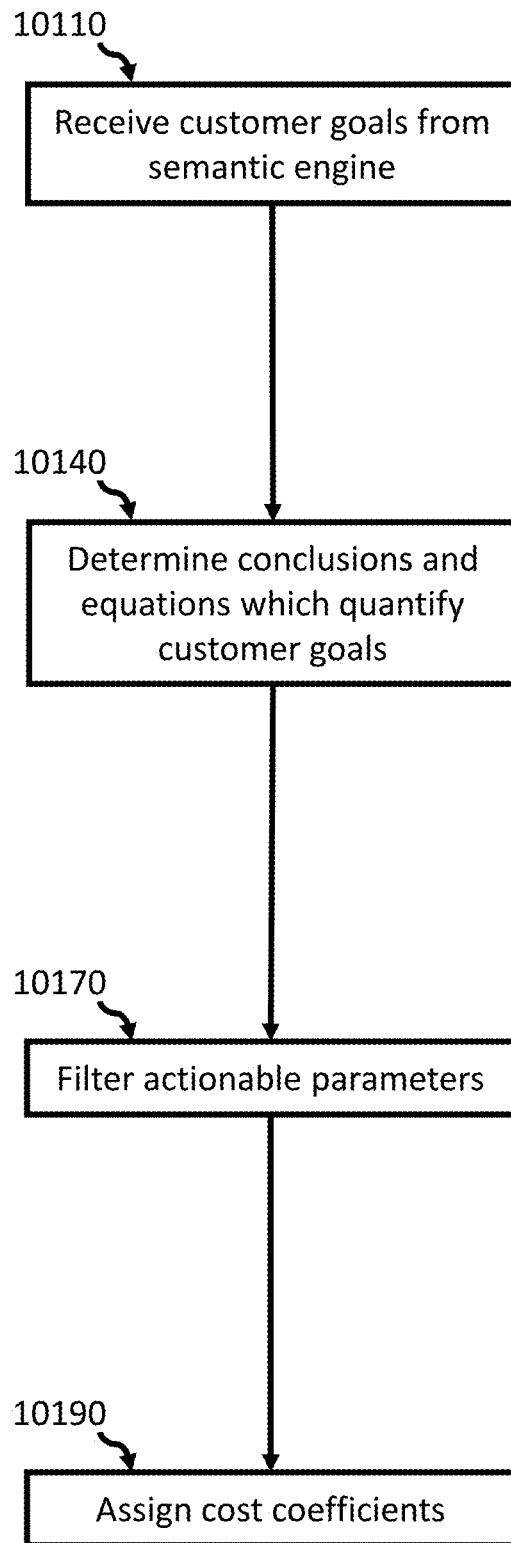 10110
Receive customer goals from
semantic engine
10140
Determine conclusions and
equations which quantify
customer goals
10170
Filter actionable parameters
10190
Assign cost coefficients